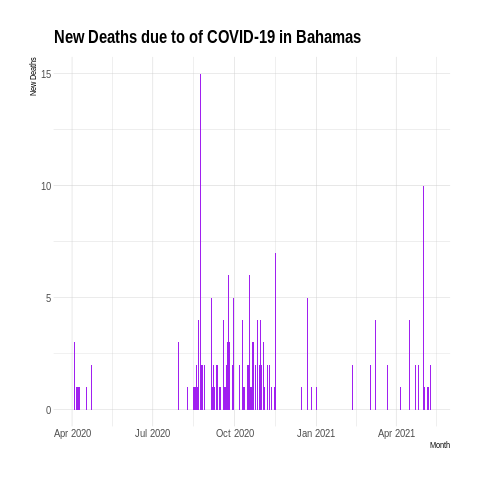 New Deaths due to of COVID-19 in Bahamas
New Deaths
15
10
5
0
Apr 2020 Jul 2020 Oct 2020 Jan 2021 Apr 2021
Month